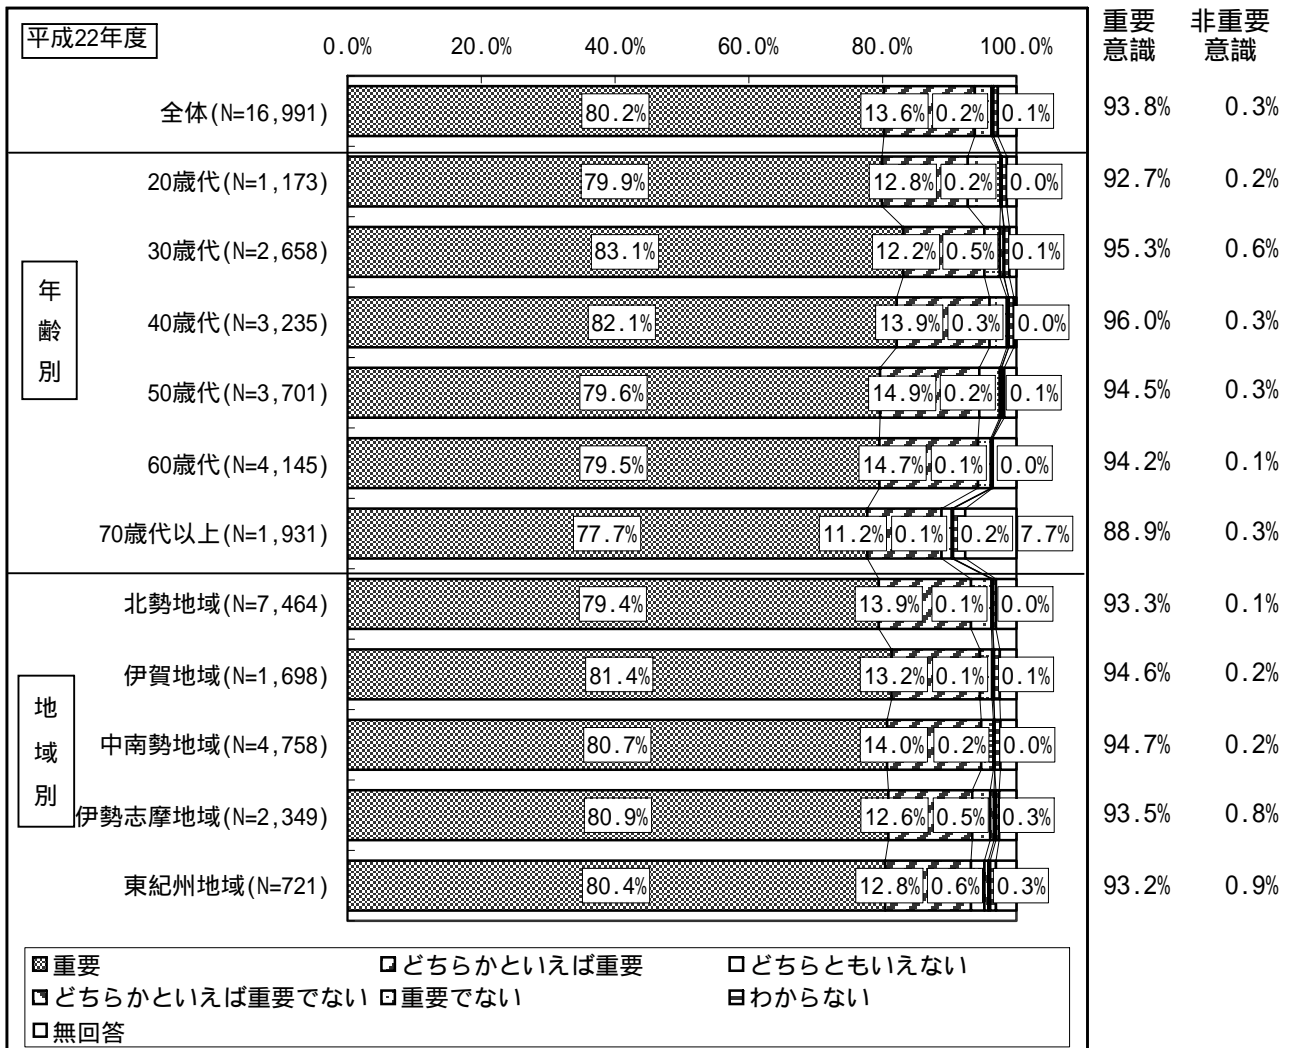 平成22年度
0.0% 20.0% 40.0% 60.0% 80.0% 100.0%
重要意識 非重要意識
全体(N=16,991) 80.2% 13.6% 0.2% 0.1% 93.8% 0.3%
年齢別
20歳代(N=1,173) 79.9% 12.8% 0.2% 0.0% 92.7% 0.2%
30歳代(N=2,658) 83.1% 12.2% 0.5% 0.1% 95.3% 0.6%
40歳代(N=3,235) 82.1% 13.9% 0.3% 0.0% 96.0% 0.3%
50歳代(N=3,701) 79.6% 14.9% 0.2% 0.1% 94.5% 0.3%
60歳代(N=4,145) 79.5% 14.7% 0.1% 0.0% 94.2% 0.1%
70歳代以上(N=1,931) 77.7% 11.2% 0.1% 0.2% 7.7% 88.9% 0.3%
地域別
北勢地域(N=7,464) 79.4% 13.9% 0.1% 0.0% 93.3% 0.1%
伊賀地域(N=1,698) 81.4% 13.2% 0.1% 0.1% 94.6% 0.2%
中南勢地域(N=4,758) 80.7% 14.0% 0.2% 0.0% 94.7% 0.2%
伊勢志摩地域(N=2,349) 80.9% 12.6% 0.5% 0.3% 93.5% 0.8%
東紀州地域(N=721) 80.4% 12.8% 0.6% 0.3% 93.2% 0.9%
重要 どちらかといえば重要 どちらともいえない
どちらかといえば重要でない 重要でない わからない
無回答